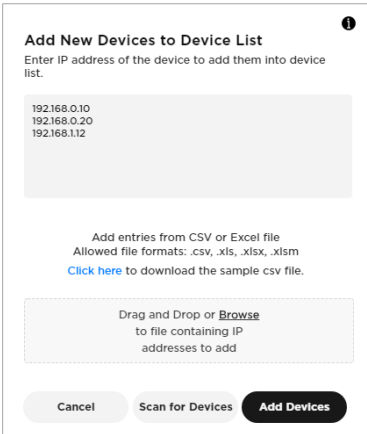 Add New Devices to Device List
Enter IP address of the device to add them into device
list.
192.168.0.10
192.168.0.20
192.168.1.12
Add entries from CSV or Excel file
Allowed file formats: .csv, .xls, .xlsx, .xlsm
Click here to download the sample csv file.
Drag and Drop or Browse
to file containing IP
addresses to add
Cancel Scan for Devices Add Devices